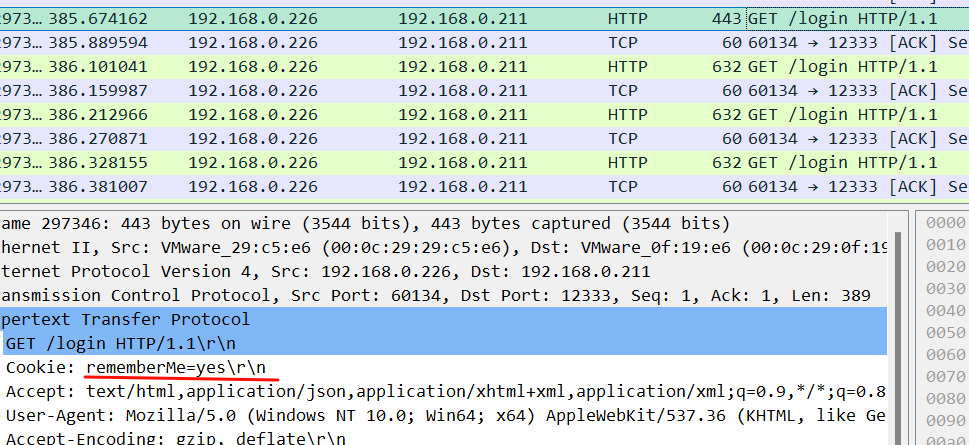 2973… 385.674162 192.168.0.226 192.168.0.211 HTTP 443 GET /login HTTP/1.1
2973… 385.889594 192.168.0.226 192.168.0.211 TCP 60 60134 → 12333 [ACK] Se
2973… 386.101041 192.168.0.226 192.168.0.211 HTTP 632 GET /login HTTP/1.1
2973… 386.159987 192.168.0.226 192.168.0.211 TCP 60 60134 → 12333 [ACK] Se
2973… 386.212966 192.168.0.226 192.168.0.211 HTTP 632 GET /login HTTP/1.1
2973… 386.270871 192.168.0.226 192.168.0.211 TCP 60 60134 → 12333 [ACK] Se
2973… 386.328155 192.168.0.226 192.168.0.211 HTTP 632 GET /login HTTP/1.1
2973… 386.381007 192.168.0.226 192.168.0.211 TCP 60 60134 → 12333 [ACK] Se
ame 297346: 443 bytes on wire (3544 bits), 443 bytes captured (3544 bits)
hernet II, Src: VMware_29:c5:e6 (00:0c:29:29:c5:e6), Dst: VMware_0f:19:e6 (00:0c:29:0f:19
ternet Protocol Version 4, Src: 192.168.0.226, Dst: 192.168.0.211
ansmission Control Protocol, Src Port: 60134, Dst Port: 12333, Seq: 1, Ack: 1, Len: 389
pertext Transfer Protocol
GET /login HTTP/1.1\r\n
Cookie: rememberMe=yes\r\n
Accept: text/html,application/json,application/xhtml+xml,application/xml;q=0.9,*/*;q=0.8
User-Agent: Mozilla/5.0 (Windows NT 10.0; Win64; x64) AppleWebKit/537.36 (KHTML, like Ge
Accept-Encoding: gzip, deflate\r\n
0000
0010
0020
0030
0040
0050
0060
0070
0080
0090
00a0